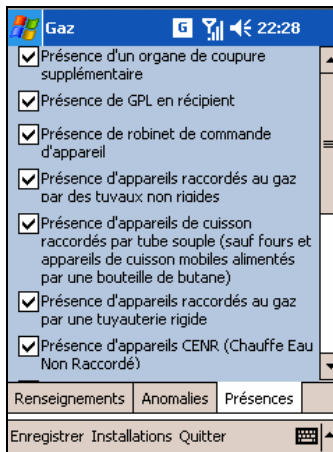 Gaz G 22:28
Présence d'un organe de coupure
supplémentaire
Présence de GPL en récipient
Présence de robinet de commande
d'appareil
Présence d'appareils raccordés au gaz
par des tuyaux non rigides
Présence d'appareils de cuisson
raccordés par tube souple (sauf fours et
appareils de cuisson mobiles alimentés
par une bouteille de butane)
Présence d'appareils raccordés au gaz
par une tuyauterie rigide
Présence d'appareils CENR (Chauffe Eau
Non Raccordé)
Renseignements Anomalies Présences
Enregistrer Installations Quitter